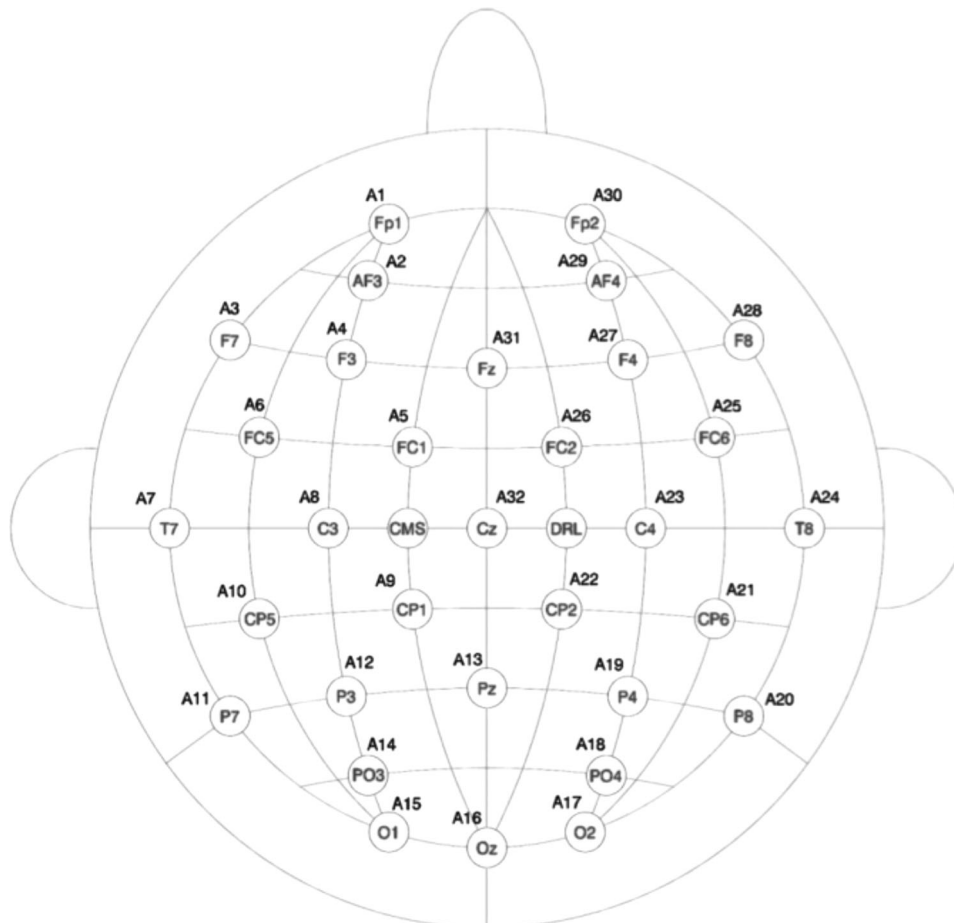 A1 A30
Fp1 Fp2
A2 A29
AF3 AF4
A3 A28
A4 A31 A27
F7 F3 Fz F4 F8
A6 A5 A26 A25
FC5 FC1 FC2 FC6
A7 A8 A32 A23 A24
T7 C3 CMS Cz DRL C4 T8
A10 A9 A22 A21
CP5 CP1 CP2 CP6
A11 A12 A13 A19 A20
P7 P3 Pz P4 P8
A14 A18
PO3 PO4
A15 A16 A17
O1 Oz O2